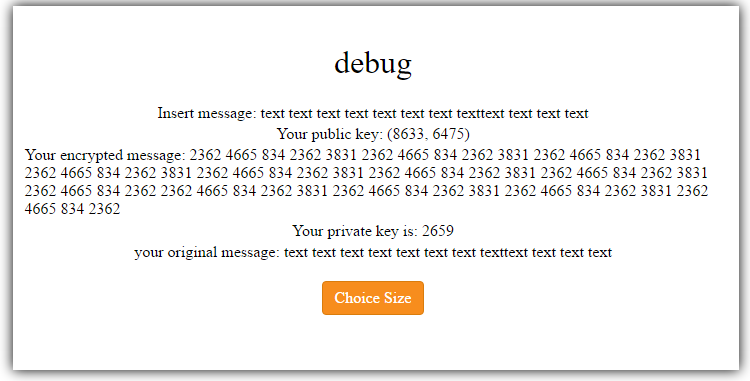 debug
Insert message: text text text text text text text texttext text text text
Your public key: (8633, 6475)
Your encrypted message: 2362 4665 834 2362 3831 2362 4665 834 2362 3831 2362 4665 834 2362 3831
2362 4665 834 2362 3831 2362 4665 834 2362 3831 2362 4665 834 2362 3831 2362 4665 834 2362 3831
2362 4665 834 2362 2362 4665 834 2362 3831 2362 4665 834 2362 3831 2362 4665 834 2362 3831 2362
4665 834 2362
Your private key is: 2659
your original message: text text text text text text text texttext text text text
Choice Size